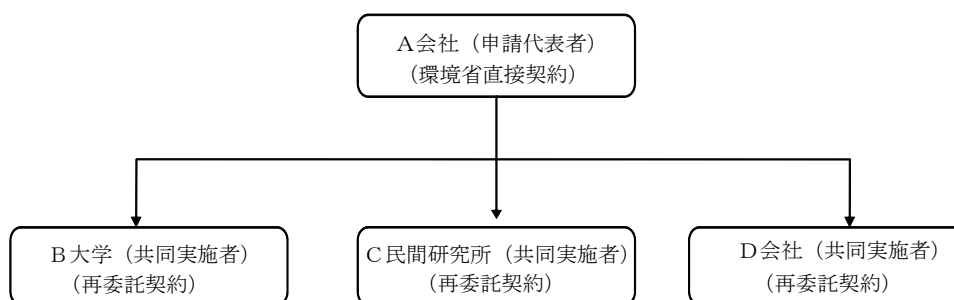 A会社(申請代表者)
(環境省直接契約)
B大学(共同実施者)
(再委託契約)
C民間研究所(共同実施者)
(再委託契約)
D会社(共同実施者)
(再委託契約)